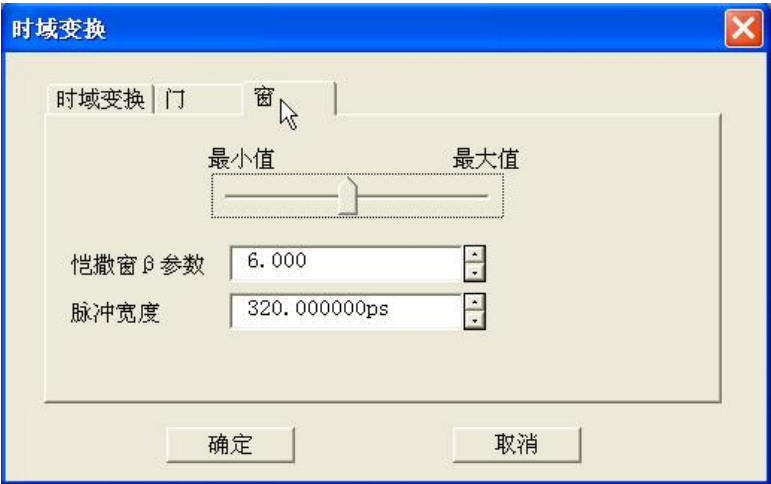 时域变换
时域变换 门 窗
最小值 最大值
恺撒窗β参数 6.000
脉冲宽度 320.000000ps
确定 取消